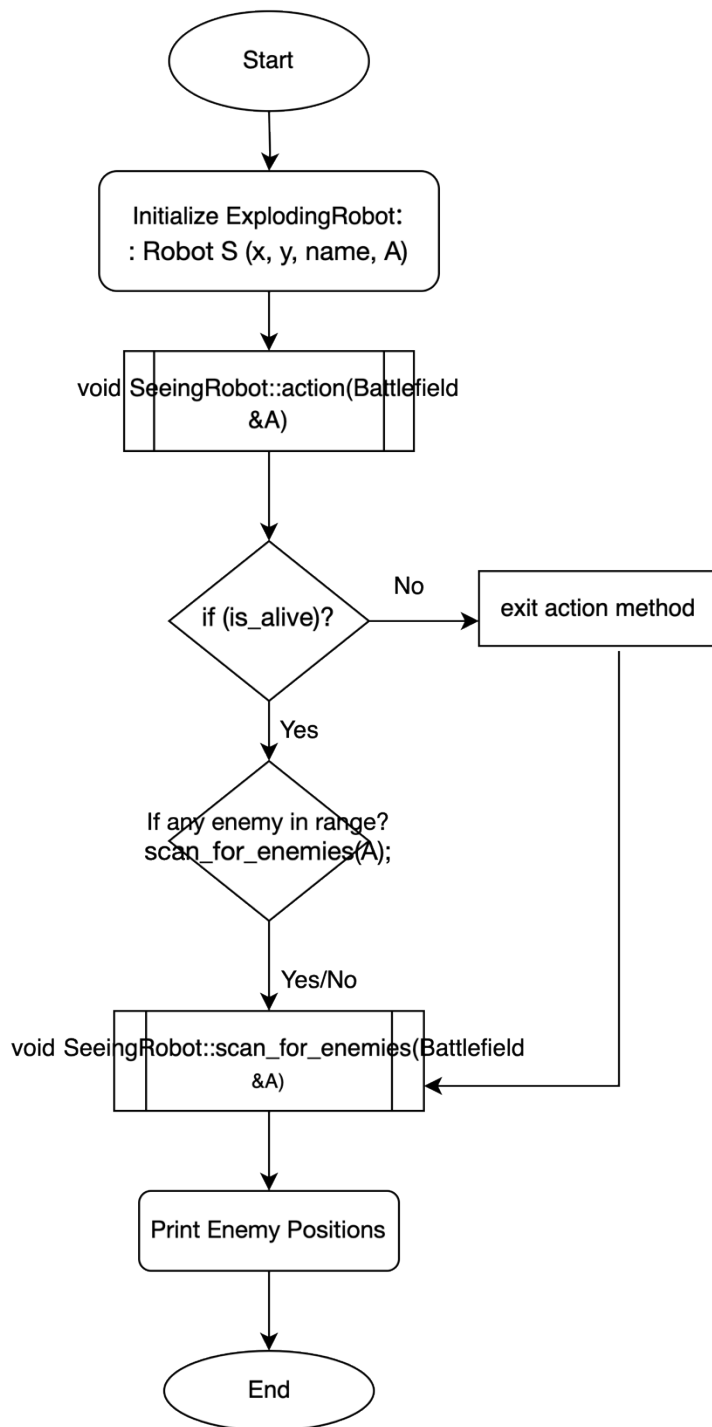 Start
Initialize ExplodingRobot:
: Robot S (x, y, name, A)
void SeeingRobot::action(Battlefield
&A)
if (is_alive)?
No
exit action method
Yes
If any enemy in range?
scan_for_enemies(A);
Yes/No
void SeeingRobot::scan_for_enemies(Battlefield
&A)
Print Enemy Positions
End